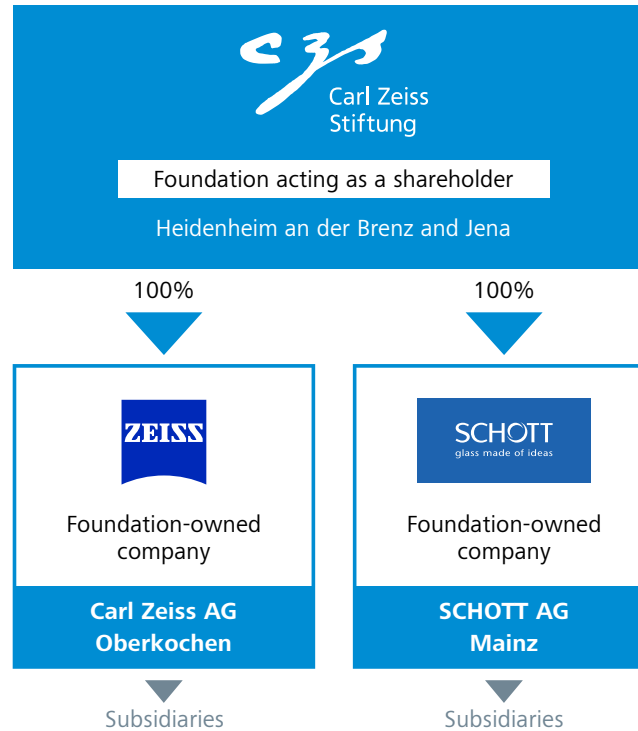 czs
Carl Zeiss
Stiftung
Foundation acting as a shareholder
Heidenheim an der Brenz and Jena
100%
100%
ZEISS
Foundation-owned
company
Carl Zeiss AG
Oberkochen
Subsidiaries
SCHOTT
glass made of ideas
Foundation-owned
company
SCHOTT AG
Mainz
Subsidiaries